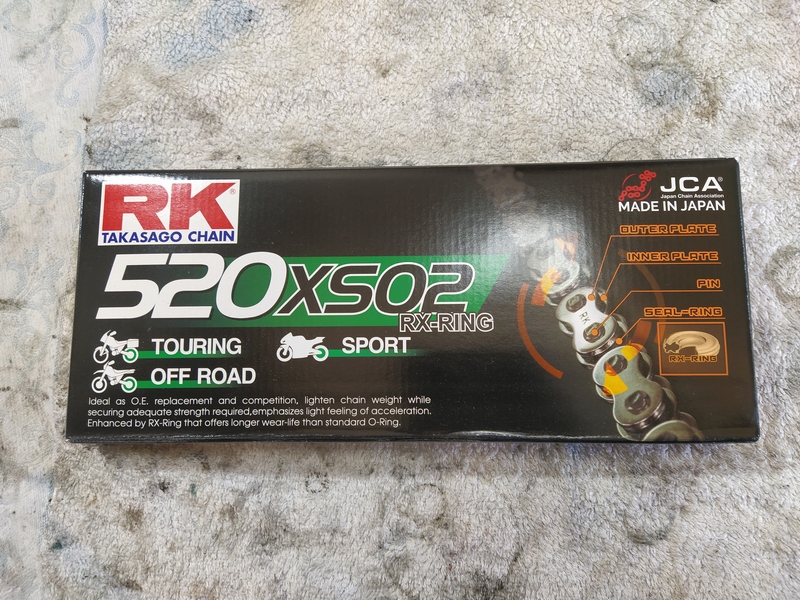 RK®
TAKASAGO CHAIN
JCA®
Japan Chain Association
MADE IN JAPAN
520XSO2
RX-RING
TOURING
SPORT
OFF ROAD
Ideal as O.E. replacement and competition, lighten chain weight while
securing adequate strength required,emphasizes light feeling of acceleration.
Enhanced by RX-Ring that offers longer wear-life than standard O-Ring.
OUTER PLATE
INNER PLATE
PIN
SEAL-RING
RK
RX-RING